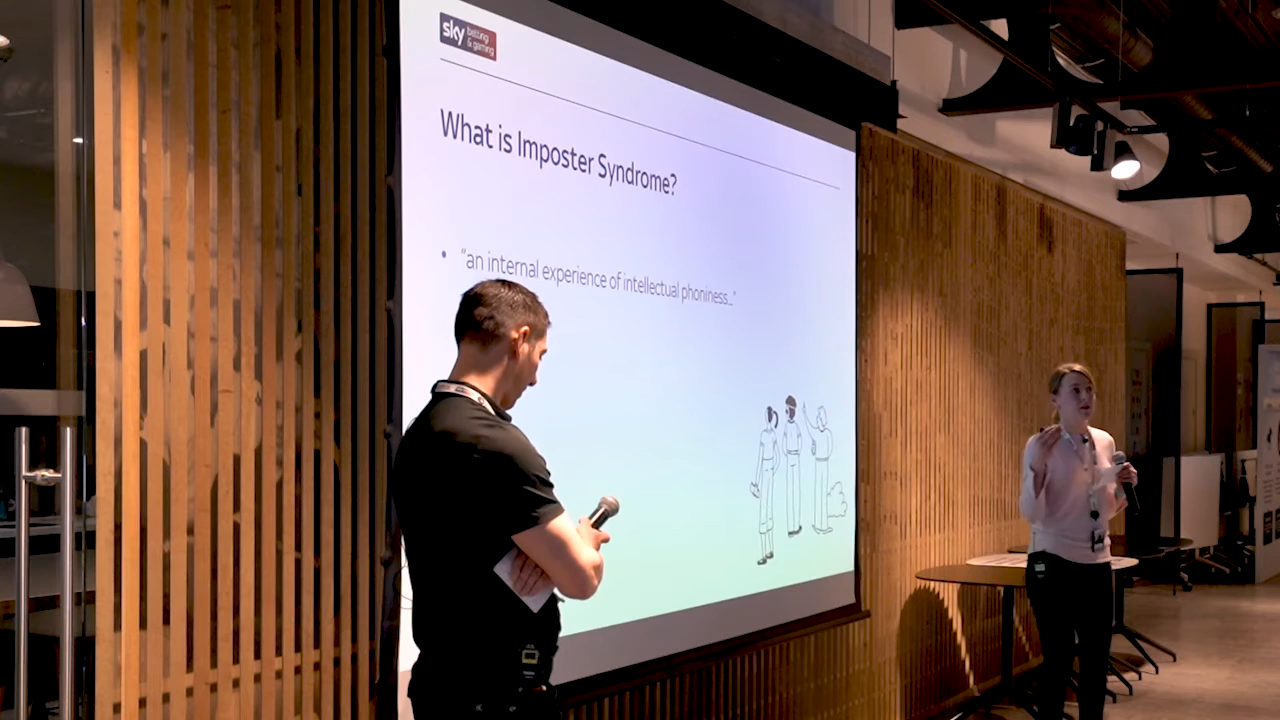 sky betting
& gaming
What is Imposter Syndrome?
• “an internal experience of intellectual phoniness...”